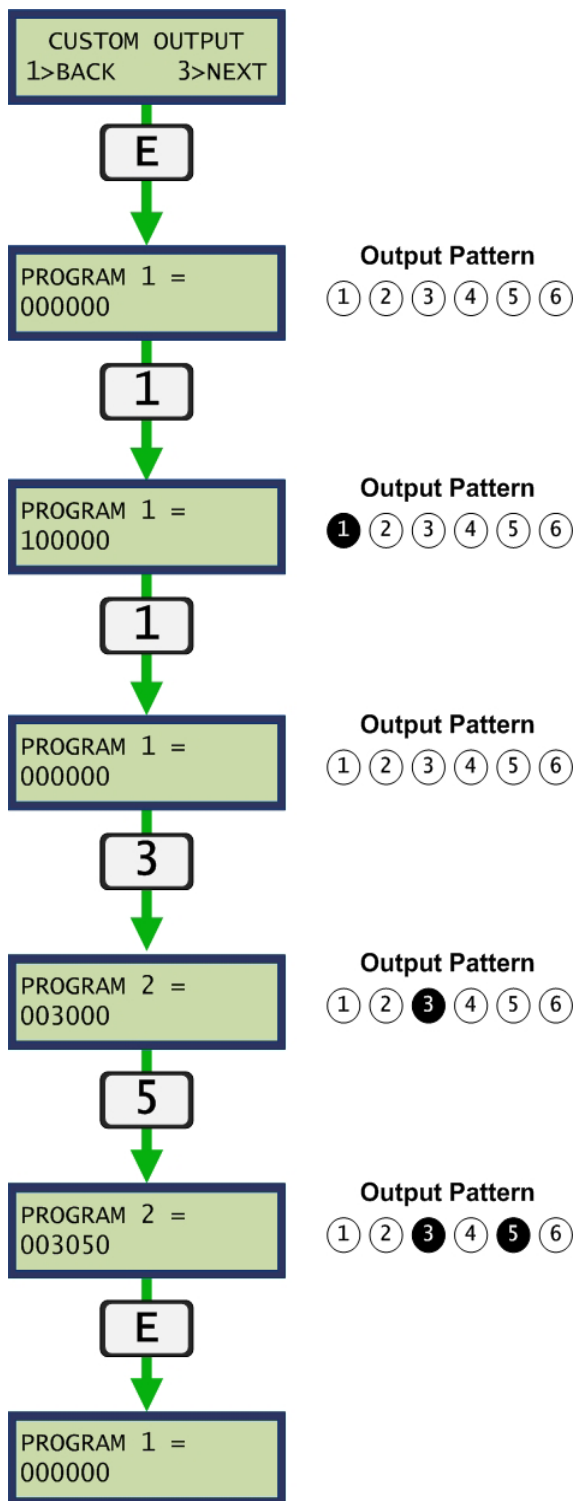 CUSTOM OUTPUT
1>BACK 3>NEXT
E
PROGRAM 1 =
000000
Output Pattern
1 2 3 4 5 6
1
PROGRAM 1 =
100000
Output Pattern
1 2 3 4 5 6
1
PROGRAM 1 =
000000
Output Pattern
1 2 3 4 5 6
3
PROGRAM 2 =
003000
Output Pattern
1 2 3 4 5 6
5
PROGRAM 2 =
003050
Output Pattern
1 2 3 4 5 6
E
PROGRAM 1 =
000000